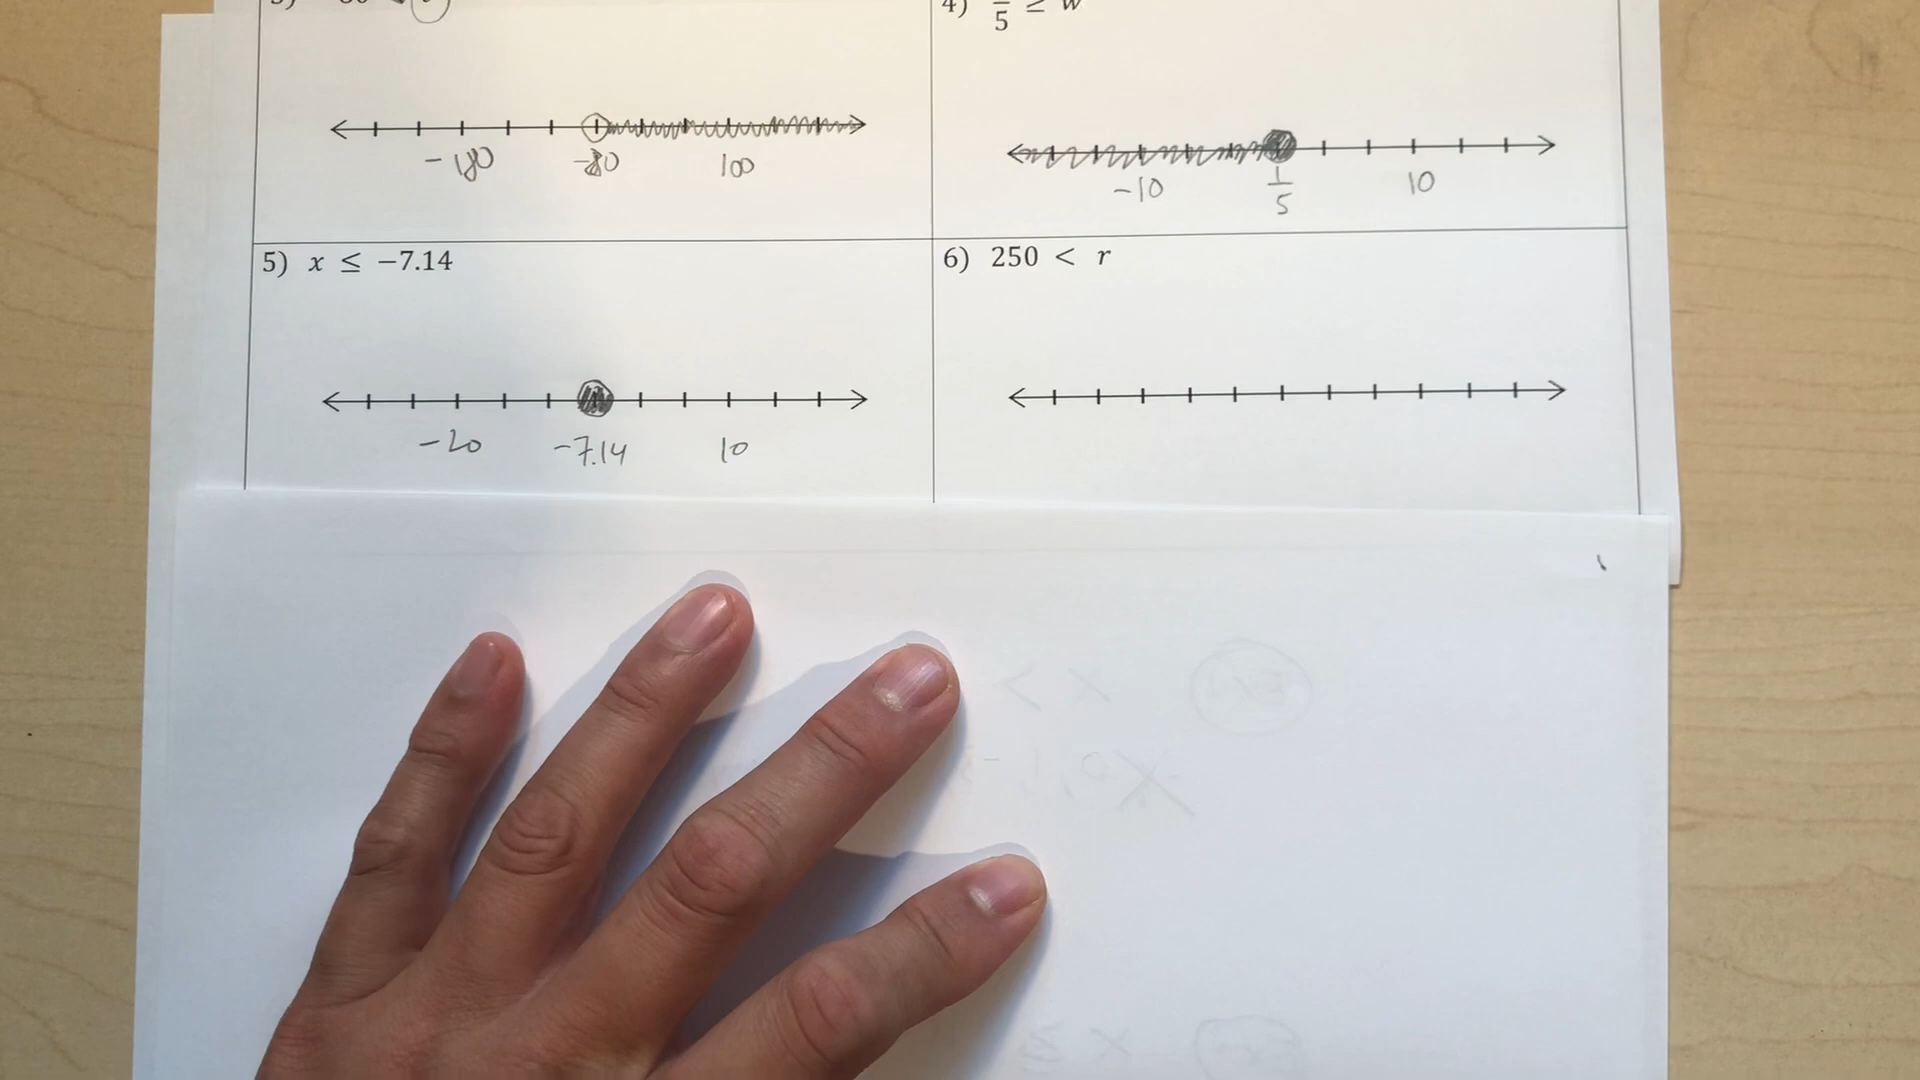 4) 5 ≥ w
-180 -80 100
-10 1/5 10
5) x ≤ −7.14
6) 250 < r
-20 -7.14 10